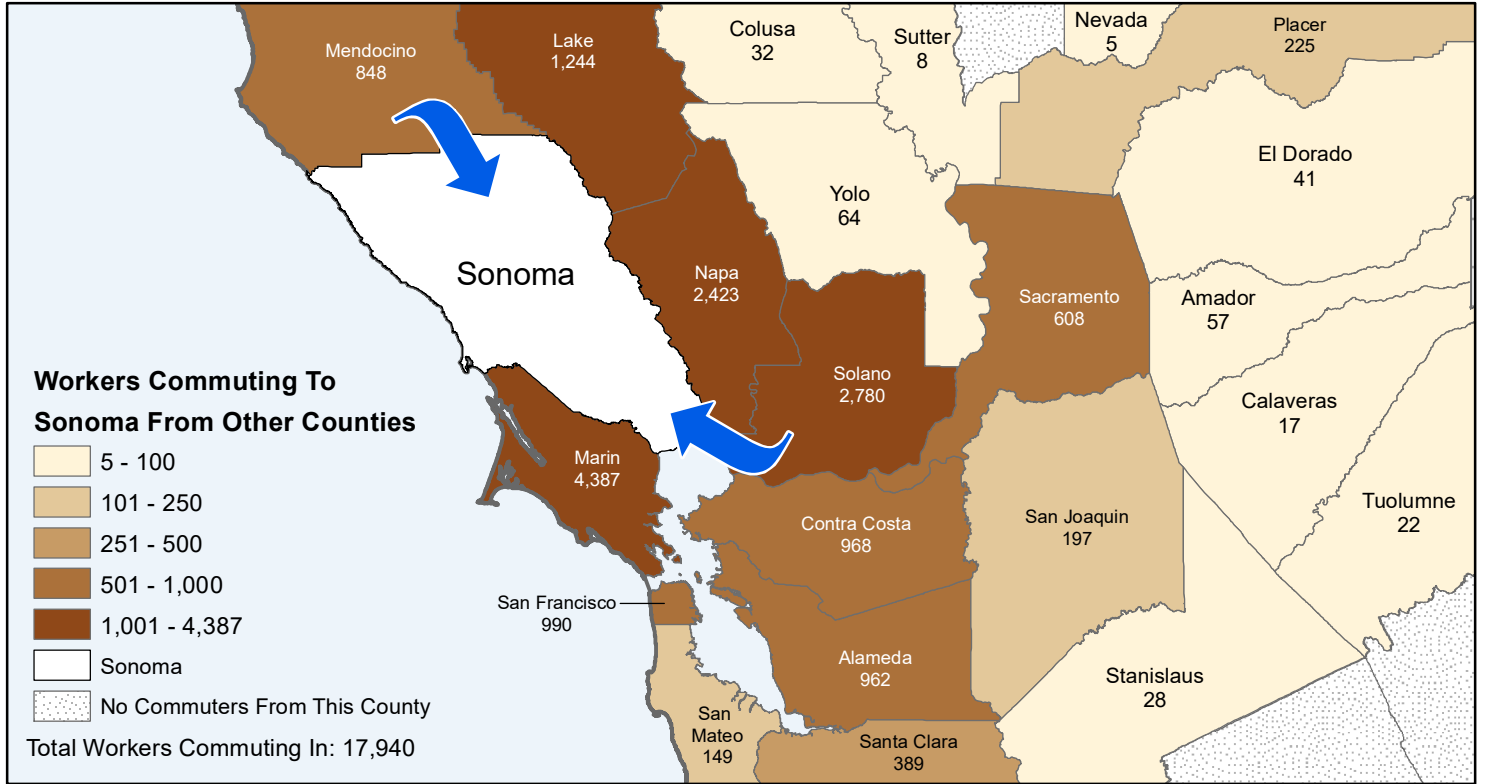 Colusa
32
Nevada
5
Placer
225
Sutter
8
Lake
1,244
Mendocino
848
El Dorado
41
Yolo
64
Sonoma
Napa
2,423
Sacramento
608
Amador
57
Solano
2,780
Calaveras
17
Marin
4,387
Contra Costa
968
San Joaquin
197
Tuolumne
22
San Francisco
990
Alameda
962
Stanislaus
28
San
Mateo
149
Santa Clara
389
Workers Commuting To
Sonoma From Other Counties
5 - 100
101 - 250
251 - 500
501 - 1,000
1,001 - 4,387
Sonoma
No Commuters From This County
Total Workers Commuting In: 17,940